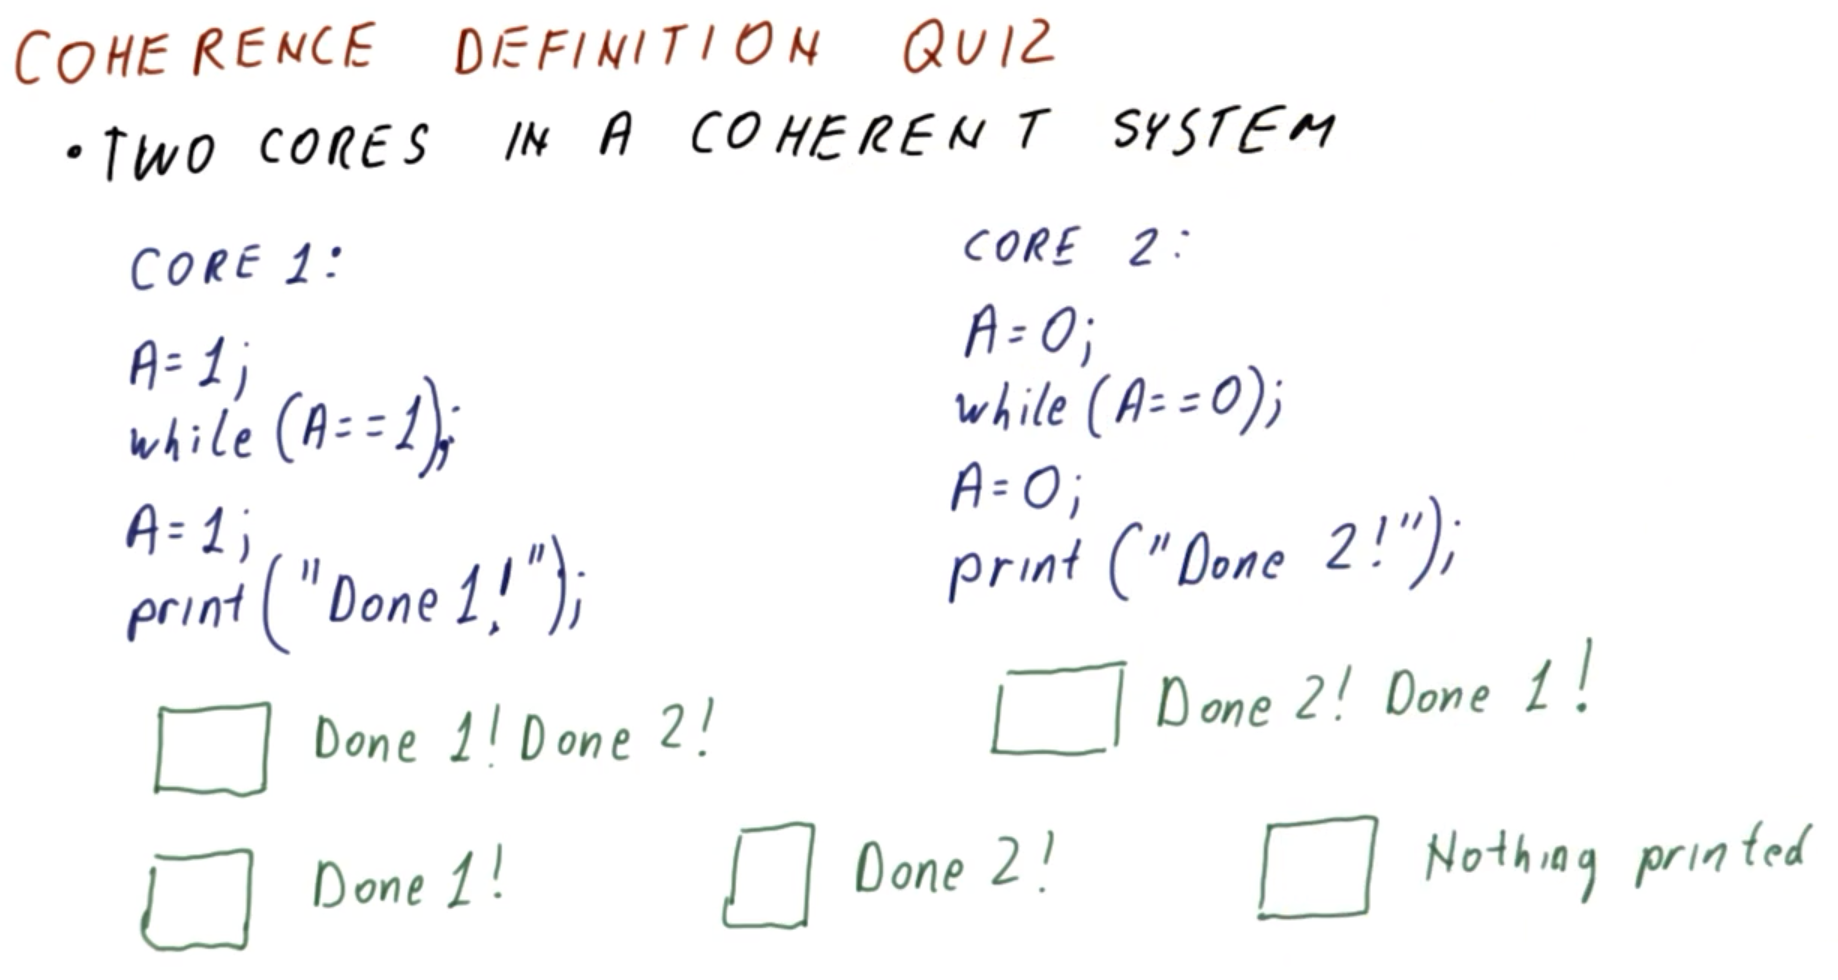 COHERENCE DEFINITION QUIZ
• TWO CORES IN A COHERENT SYSTEM
CORE 1:
A=1;
while (A==1);
A=1;
print("Done 1!");
CORE 2:
A=0;
while (A==0);
A=0;
print ("Done 2!");
Done 1! Done 2!
Done 2! Done 1!
Done 1!
Done 2!
Nothing printed